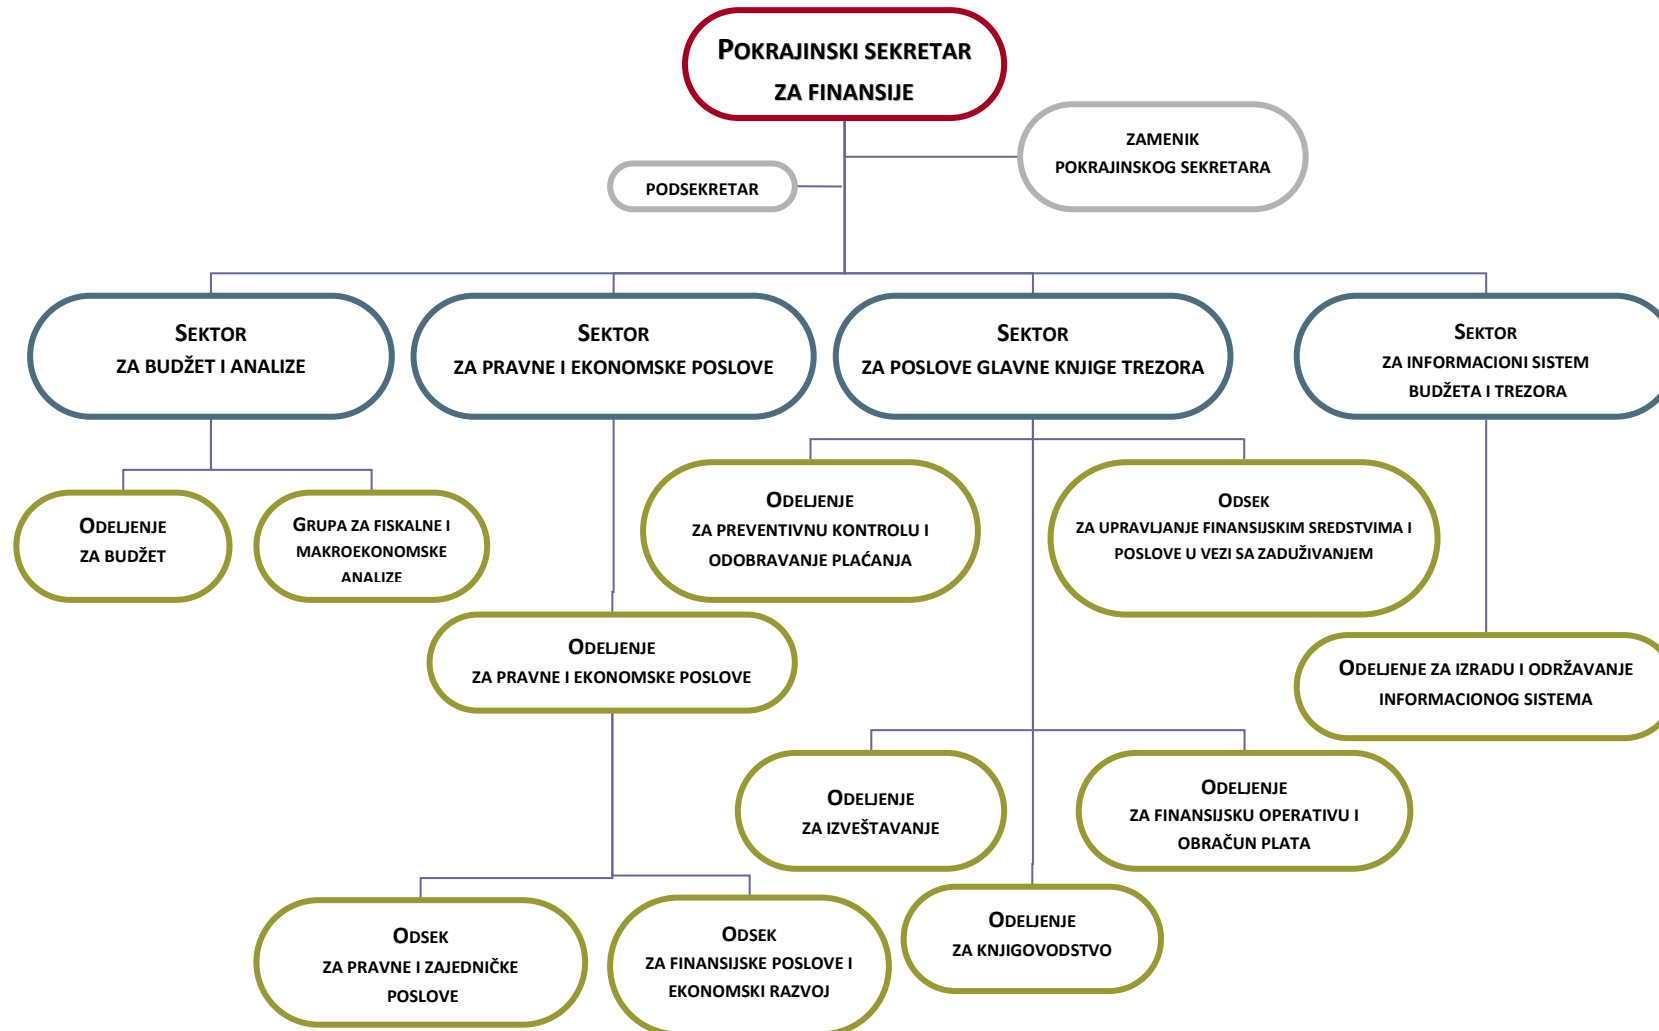 POKRAJINSKI SEKRETAR
ZA FINANSIJE
ZAMENIK
POKRAJINSKOG SEKRETARA
PODSEKRETAR
SEKTOR
ZA BUDŽET I ANALIZE
SEKTOR
ZA PRAVNE I EKONOMSKE POSLOVE
SEKTOR
ZA POSLOVE GLAVNE KNJIGE TREZORA
SEKTOR
ZA INFORMACIONI SISTEM
BUDŽETA I TREZORA
ODELJENJE
ZA BUDŽET
GRUPA ZA FISKALNE I
MAKROEKONOMSKE
ANALIZE
ODELJENJE
ZA PREVENTIVNU KONTROLU I
ODOBRAVANJE PLAĆANJA
ODSEK
ZA UPRAVLJANJE FINANSIJSKIM SREDSTVIMA I
POSLOVE U VEZI SA ZADUŽIVANJEM
ODELJENJE
ZA PRAVNE I EKONOMSKE POSLOVE
ODELJENJE ZA IZRADU I ODRŽAVANJE
INFORMACIONOG SISTEMA
ODELJENJE
ZA IZVEŠTAVANJE
ODELJENJE
ZA FINANSIJSKU OPERATIVU I
OBRAČUN PLATA
ODSEK
ZA PRAVNE I ZAJEDNIČKE
POSLOVE
ODSEK
ZA FINANSIJSKE POSLOVE I
EKONOMSKI RAZVOJ
ODELJENJE
ZA KNJIGOVODSTVO